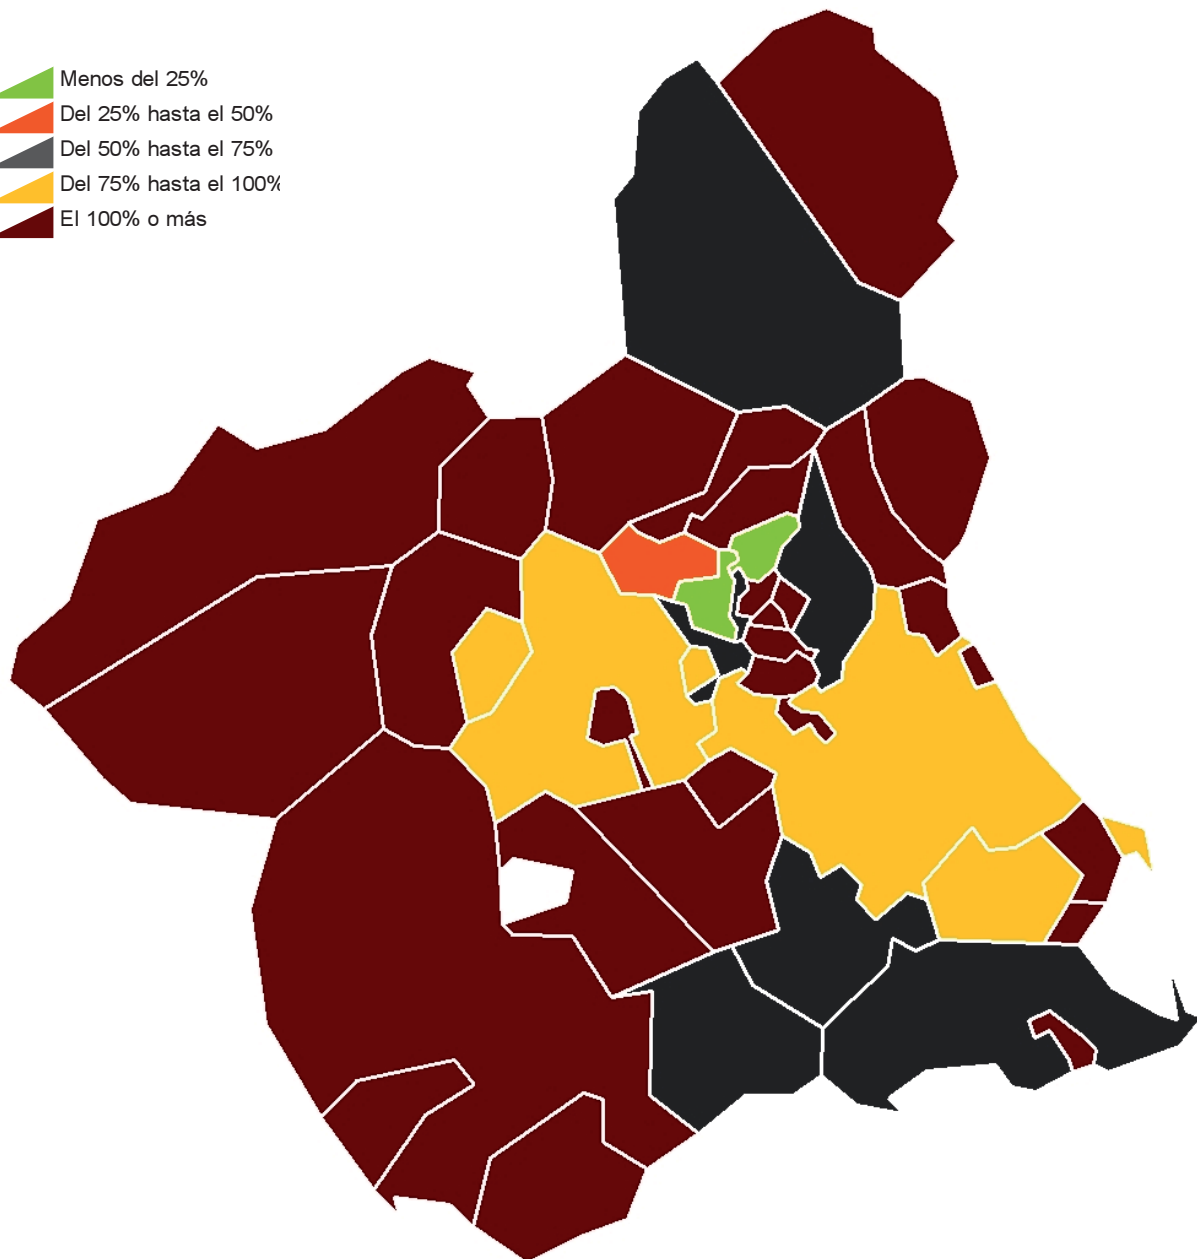 Menos del 25%
Del 25% hasta el 50%
Del 50% hasta el 75%
Del 75% hasta el 100%
El 100% o más